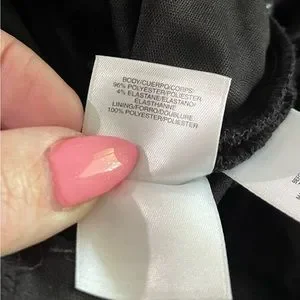 BODY/CUERPO/CORPS:
96% POLYESTER/POLIESTER
4% ELASTANE/ELASTANO/
ELASTHANNE
LINING/FORRO/DOUBLURE:
100% POLYESTER/POLIESTER